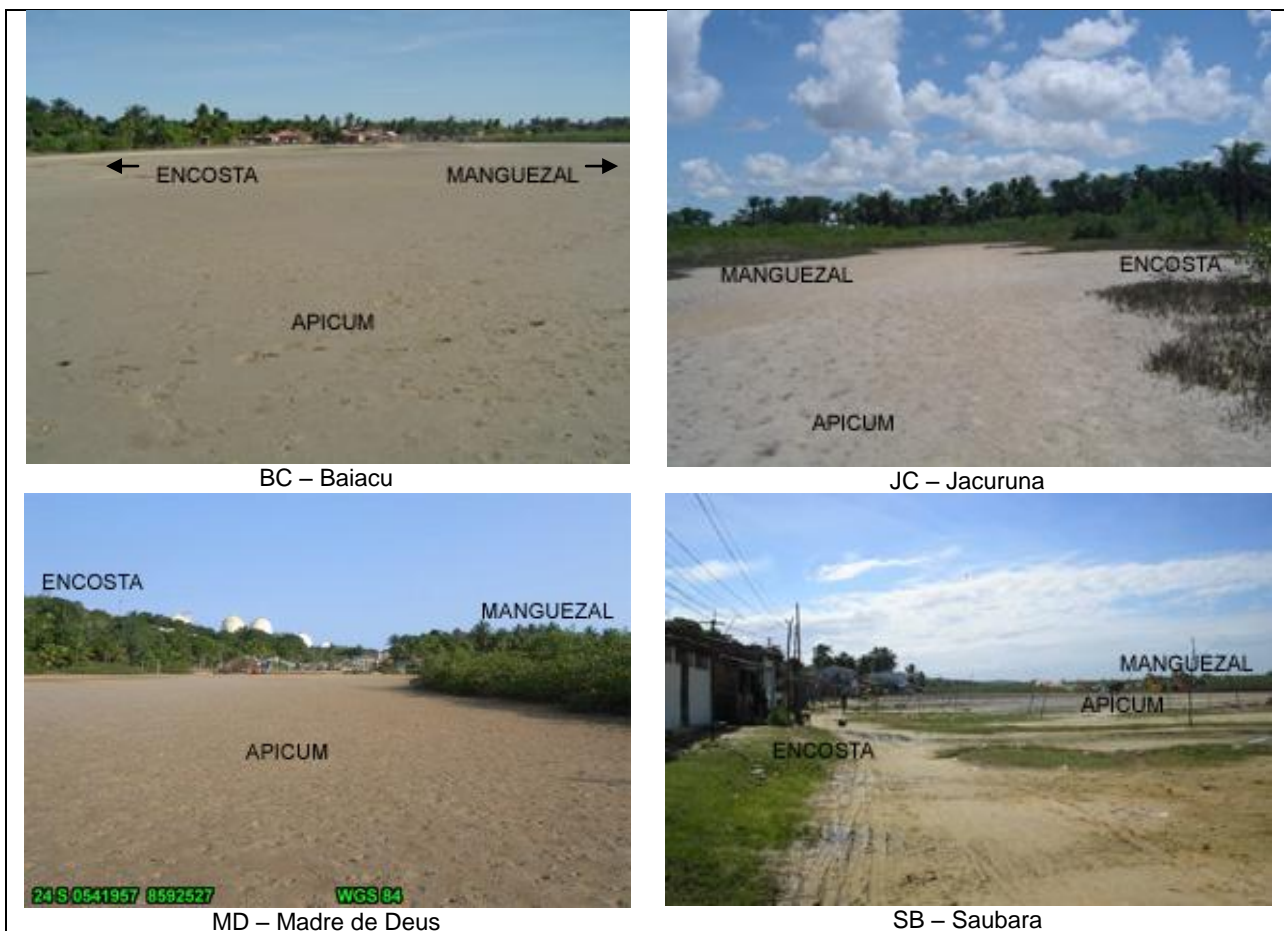 ENCOSTA MANGUEZAL
APICUM
BC – Baiacu
MANGUEZAL ENCOSTA
APICUM
JC – Jacuruna
ENCOSTA
MANGUEZAL
APICUM
24 S 0541957 8592527 WGS 84
MD – Madre de Deus
MANGUEZAL
APICUM
ENCOSTA
SB – Saubara